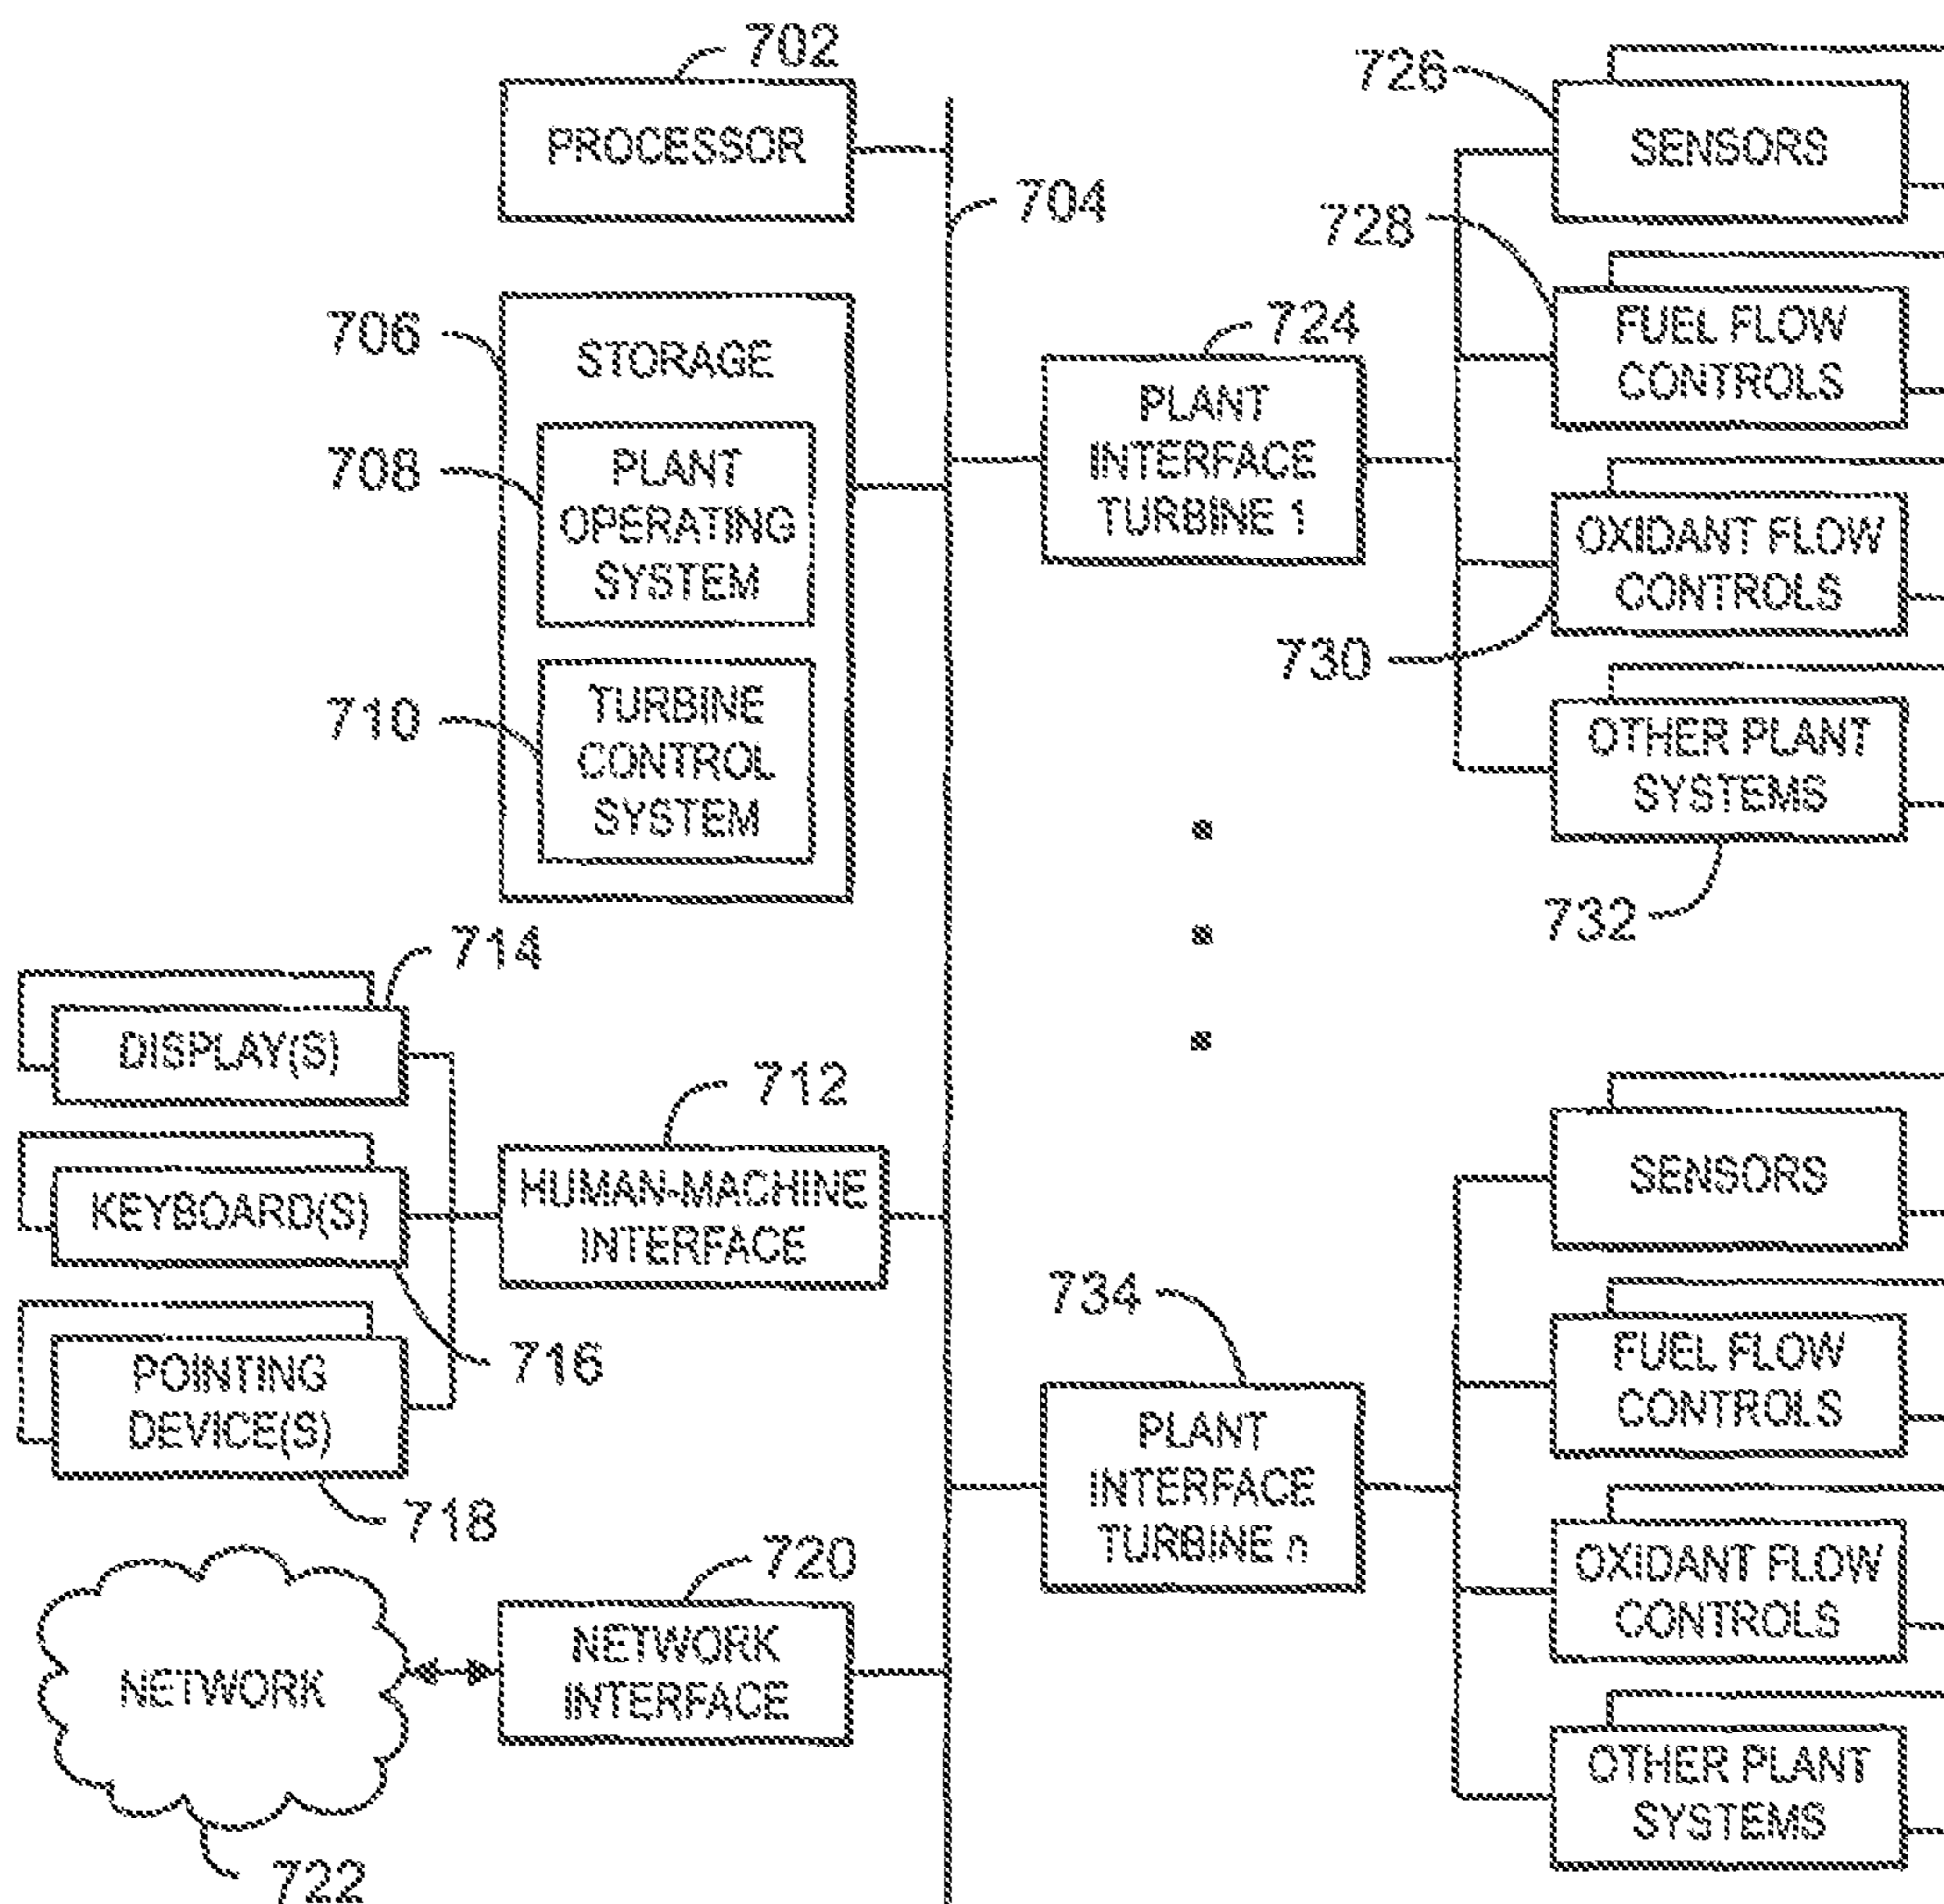 702
PROCESSOR
704
706
STORAGE
708
PLANT
OPERATING
SYSTEM
710
TURBINE
CONTROL
SYSTEM
714
DISPLAY(S)
712
KEYBOARD(S)
HUMAN-MACHINE
INTERFACE
716
POINTING
DEVICE(S)
718
720
NETWORK
NETWORK
INTERFACE
722
724
PLANT
INTERFACE
TURBINE 1
726
SENSORS
728
FUEL FLOW
CONTROLS
OXIDANT FLOW
CONTROLS
730
OTHER PLANT
SYSTEMS
732
734
PLANT
INTERFACE
TURBINE n
SENSORS
FUEL FLOW
CONTROLS
OXIDANT FLOW
CONTROLS
OTHER PLANT
SYSTEMS